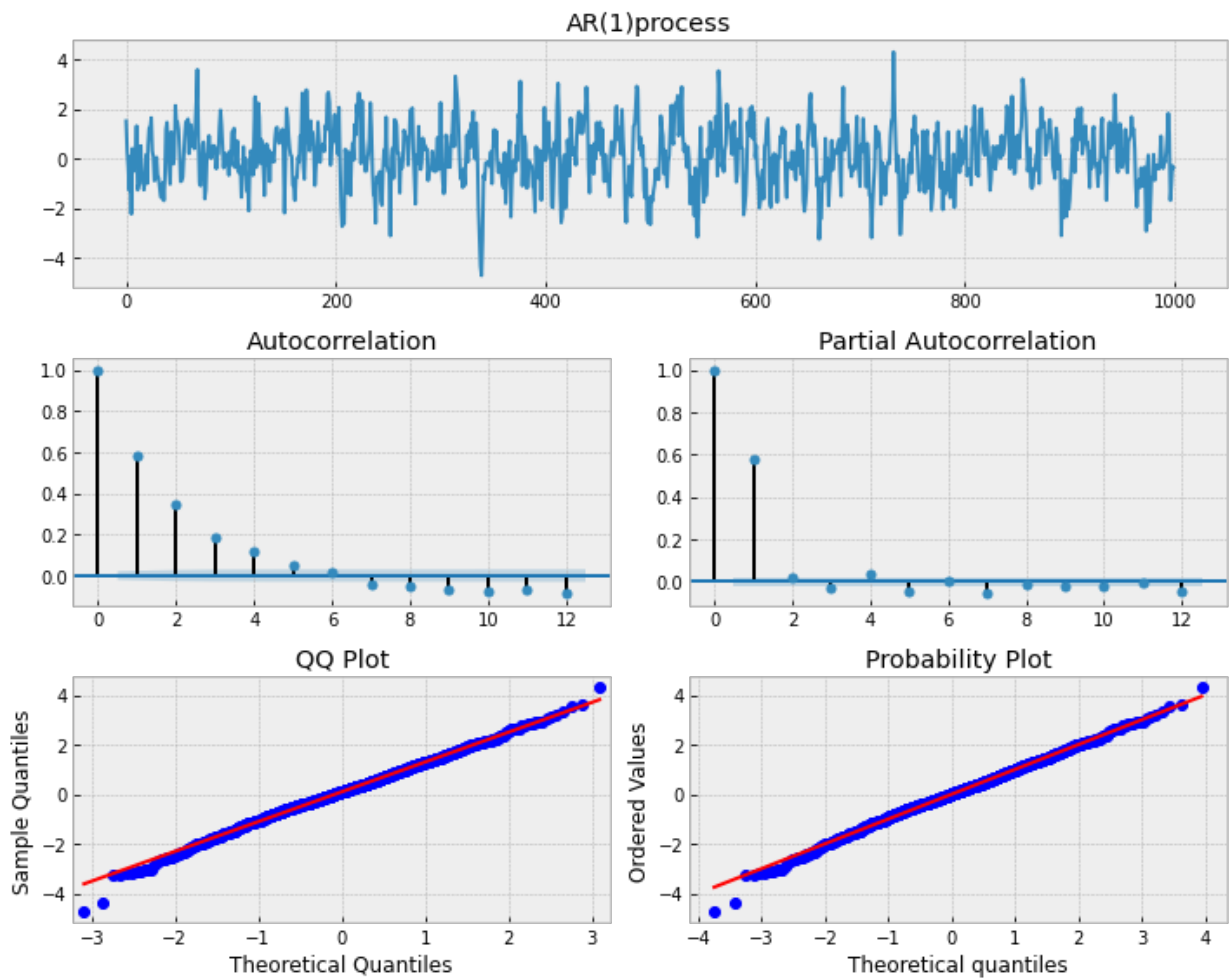 AR(1)process
4
2
0
−2
−4
0 200 400 600 800 1000
Autocorrelation
1.0
0.8
0.6
0.4
0.2
0.0
0 2 4 6 8 10 12
Partial Autocorrelation
1.0
0.8
0.6
0.4
0.2
0.0
0 2 4 6 8 10 12
QQ Plot
Sample Quantiles
4
2
0
−2
−4
−3 −2 −1 0 1 2 3
Theoretical Quantiles
Probability Plot
Ordered Values
4
2
0
−2
−4
−4 −3 −2 −1 0 1 2 3 4
Theoretical quantiles